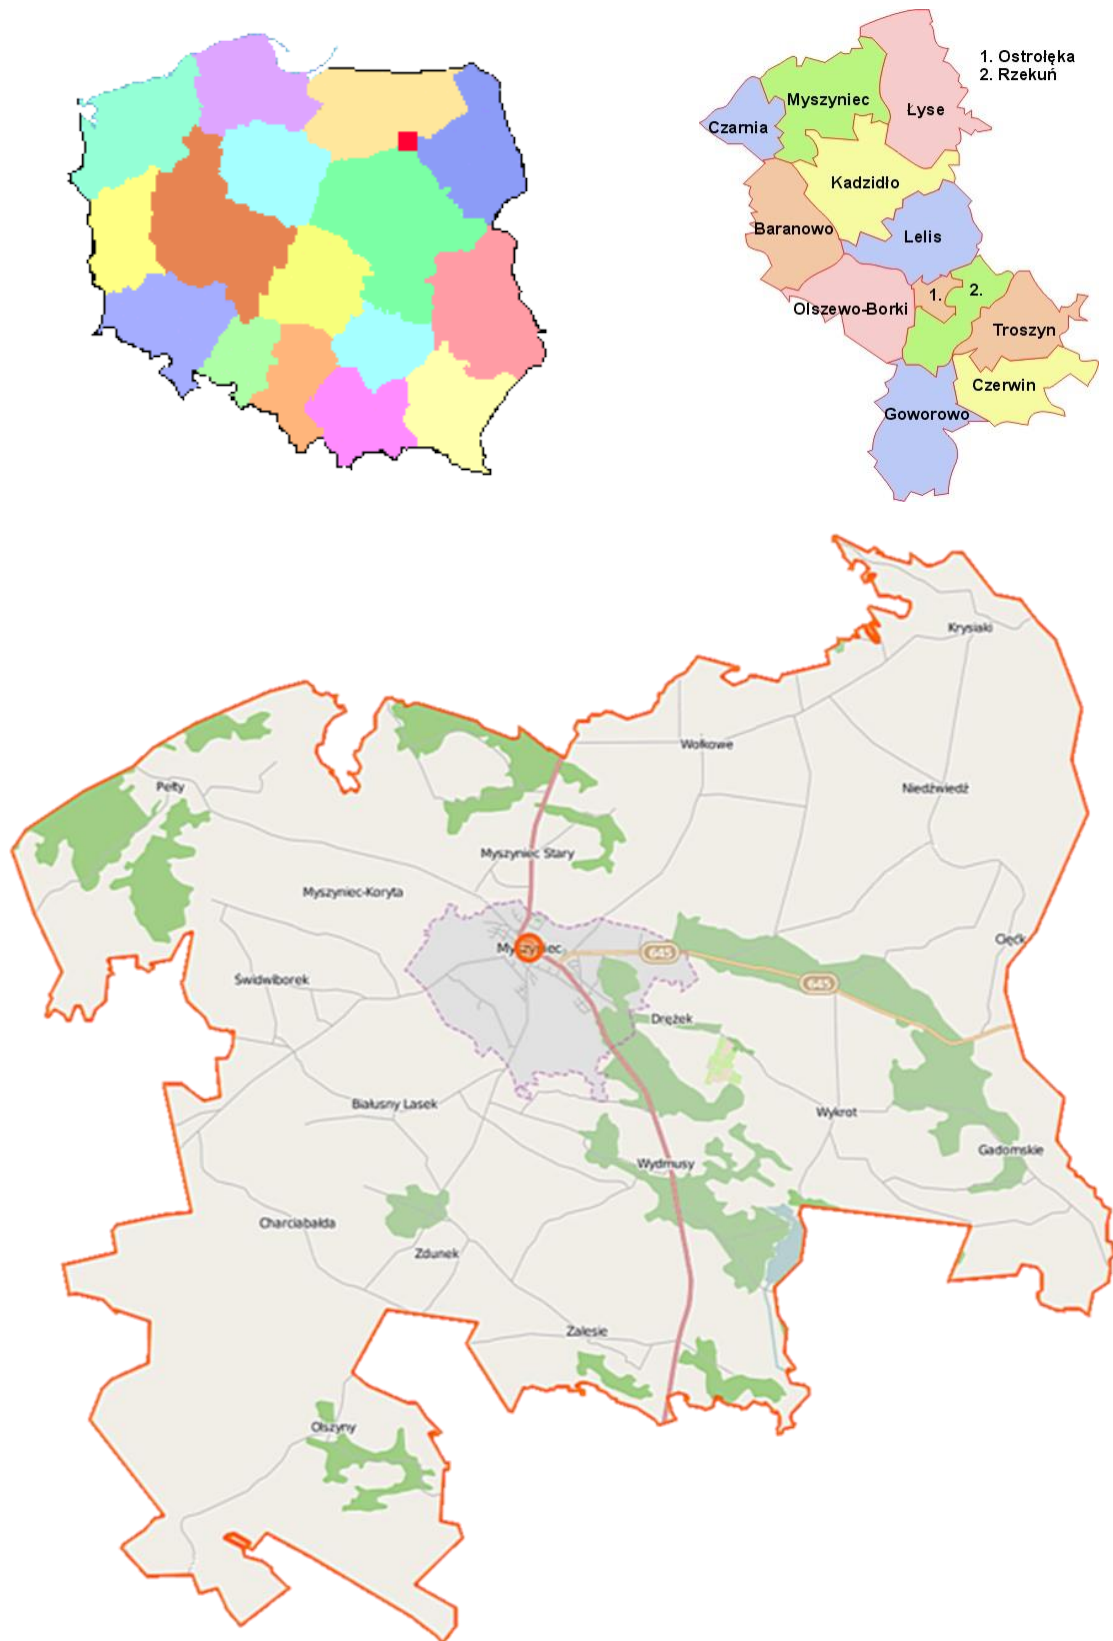 1. Ostrołęka
2. Rzekuń
Myszyniec
Łyse
Czarnia
Kadzidło
Baranowo
Lelis
1.
2.
Olszewo-Borki
Troszyn
Czerwin
Goworowo
Krysiaki
Wolkowe
Pełty
Niedźwiedź
Myszyniec Stary
Myszyniec-Koryta
Cięćk
Myszyniec
645
Świdwiborek
645
Drężek
Białusny Lasek
Wykrot
Gadomskie
Wydmusy
Charciabałda
Zdunek
Zalesie
Olszyny